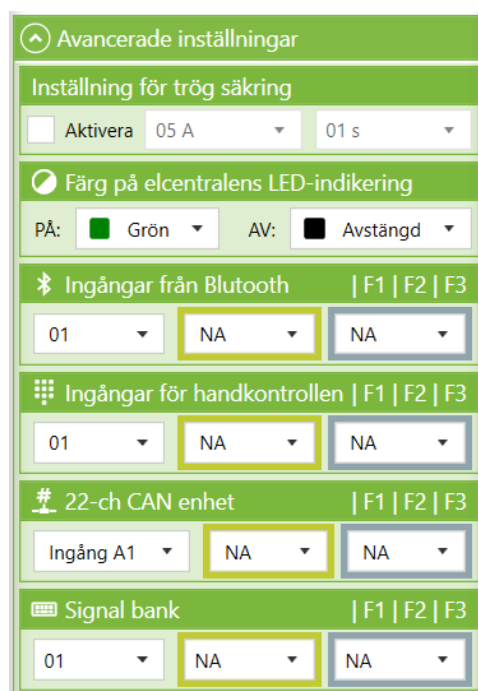 Avancerade inställningar
Inställning för trög säkring
Aktivera 05 A 01 s
Färg på elcentralens LED-indikering
PÅ: Grön AV: Avstängd
Ingångar från Blutooth | F1 | F2 | F3
01 NA NA
Ingångar för handkontrollen | F1 | F2 | F3
01 NA NA
# 22-ch CAN enhet | F1 | F2 | F3
Ingång A1 NA NA
Signal bank | F1 | F2 | F3
01 NA NA